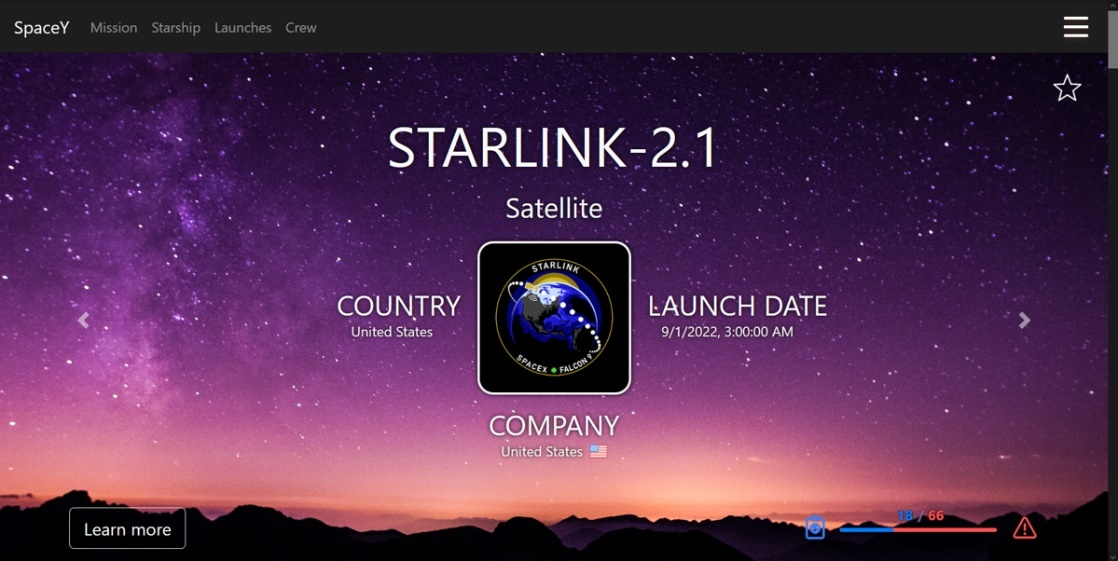 SpaceY Mission Starship Launches Crew
STARLINK-2.1
Satellite
STARLINK
SPACEX FALCON 9
COUNTRY
United States
LAUNCH DATE
9/1/2022, 3:00:00 AM
COMPANY
United States
Learn more
18 / 66